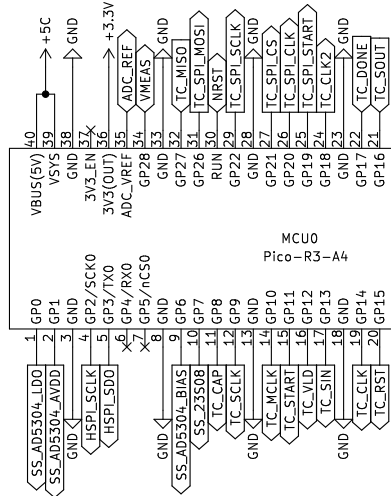 +5C
GND
+3.3V
ADC_REF
VMEAS
GND
TC_MISO
TC_SPI_MOSI
NRST
TC_SPI_SCLK
GND
TC_SPI_CS
TC_SPI_CLK
TC_SPI_START
TC_CLK2
GND
TC_DONE
TC_SOUT
40
39
38
37
36
35
34
33
32
31
30
29
28
27
26
25
24
23
22
21
VBUS(5V)
VSYS
GND
3V3_EN
3V3(OUT)
ADC_VREF
GP28
GND
GP27
GP26
RUN
GP22
GND
GP21
GP20
GP19
GP18
GND
GP17
GP16
MCU0
Pico-R3-A4
GP0
GP1
GND
GP2/SCK0
GP3/TX0
GP4/RX0
GP5/nCS0
GND
GP6
GP7
GP8
GP9
GND
GP10
GP11
GP12
GP13
GND
GP14
GP15
1
2
3
4
5
6
7
8
9
10
11
12
13
14
15
16
17
18
19
20
SS_AD5304_LDO
SS_AD5304_AVDD
GND
HSPI_SCLK
HSPI_SDO
GND
SS_AD5304_BIAS
SS_23S08
TC_CAP
TC_SCLK
GND
TC_MCLK
TC_START
TC_VLD
TC_SIN
GND
TC_CLK
TC_RST